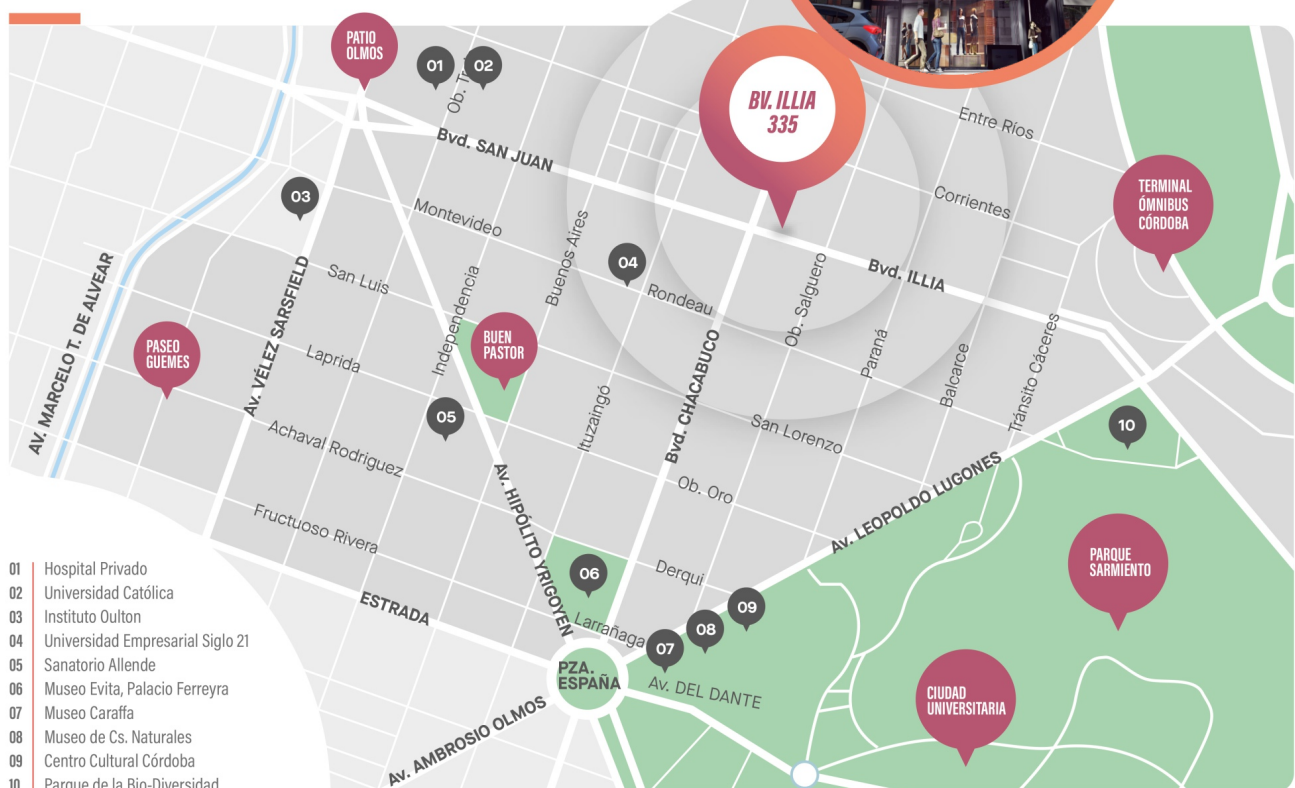 PATIO
OLMOS
01
02
Ob. Tr
BV. ILLIA
335
Entre Ríos
Bvd. SAN JUAN
TERMINAL
ÓMNIBUS
CÓRDOBA
03
Montevideo
Corrientes
Buenos Aires
04
Rondeau
Bvd. ILLIA
Ob. Salguero
San Luis
Independencia
AV. MARCELO T. DE ALVEAR
Av. VÉLEZ SARSFIELD
PASEO
GUEMES
BUEN
PASTOR
Laprida
Paraná
Balcarce
Tránsito Cáceres
Bvd. CHACABUCO
Ituzaingó
05
10
San Lorenzo
Achaval Rodriguez
Ob. Oro
Av. HIPÓLITO YRIGOYEN
Av. LEOPOLDO LUGONES
Fructuoso Rivera
PARQUE
SARMIENTO
06
Derqui
ESTRADA
Larrañaga
07
08
09
PZA.
ESPAÑA
Av. DEL DANTE
CIUDAD
UNIVERSITARIA
Av. AMBROSIO OLMOS
01 Hospital Privado
02 Universidad Católica
03 Instituto Oulton
04 Universidad Empresarial Siglo 21
05 Sanatorio Allende
06 Museo Evita, Palacio Ferreyra
07 Museo Caraffa
08 Museo de Cs. Naturales
09 Centro Cultural Córdoba
10 Parque de la Bio-Diversidad